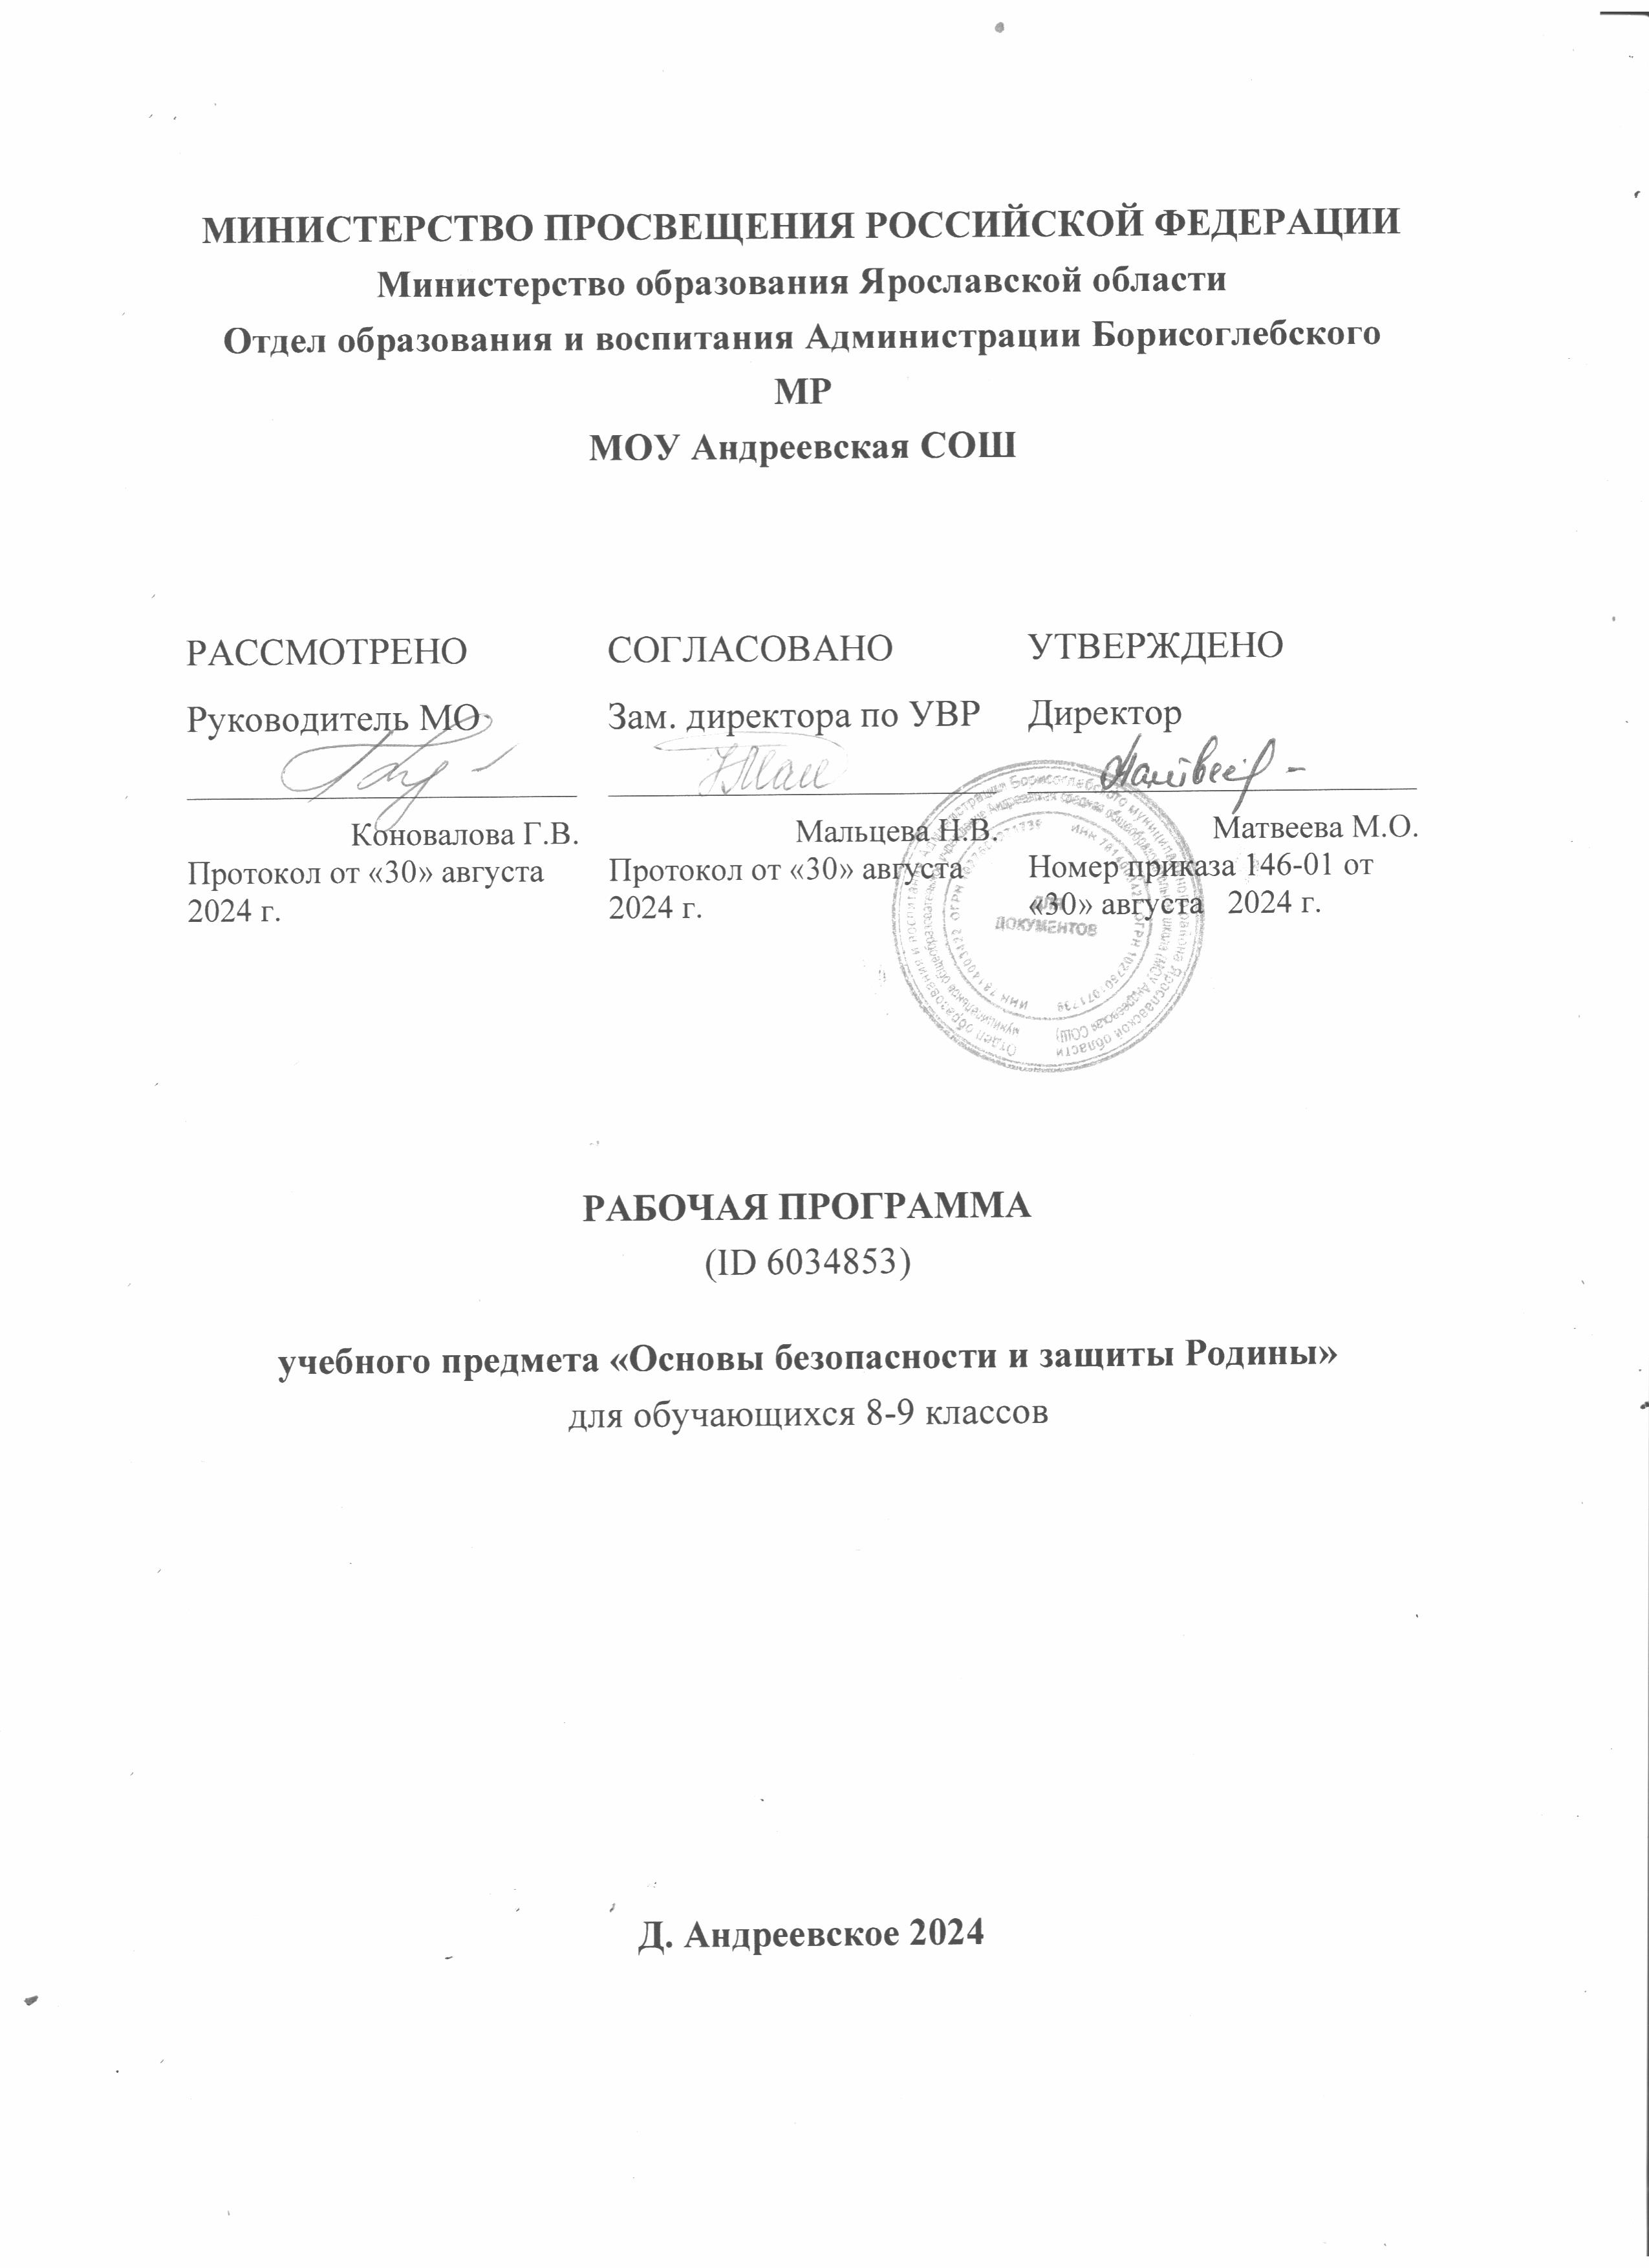 МИНИСТЕРСТВО ПРОСВЕЩЕНИЯ РОССИЙСКОЙ ФЕДЕРАЦИИ
Министерство образования Ярославской области
Отдел образования и воспитания Администрации Борисоглебского
МР
МОУ Андреевская СОШ
РАССМОТРЕНО
Руководитель МО
Коновалова Г.В.
Протокол от «30» августа
2024 г.
СОГЛАСОВАНО
Зам. директора по УВР
Мальцева Н.В.
Протокол от «30» августа
2024 г.
УТВЕРЖДЕНО
Директор
Матвеева М.О.
Номер приказа 146-01 от
«30» августа 2024 г.
ДЛЯ
ДОКУМЕНТОВ
РАБОЧАЯ ПРОГРАММА
(ID 6034853)
учебного предмета «Основы безопасности и защиты Родины»
для обучающихся 8-9 классов
Д. Андреевское 2024